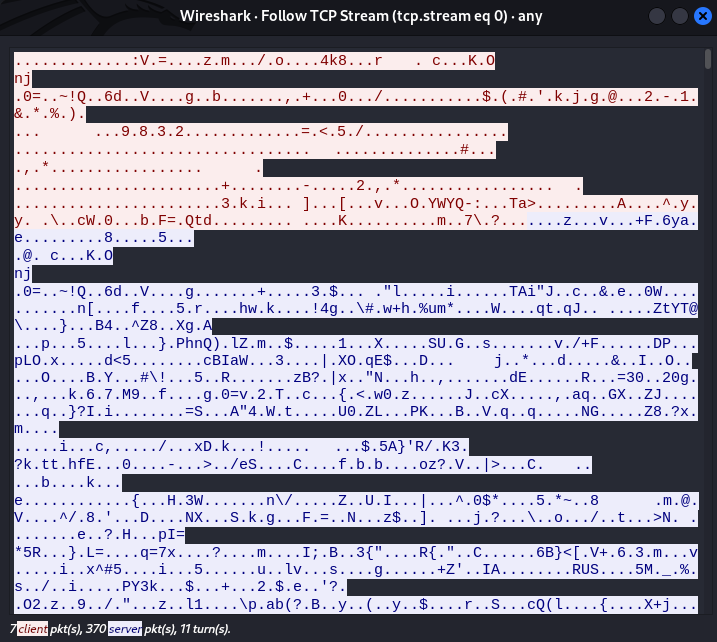 Wireshark · Follow TCP Stream (tcp.stream eq 0) · any
.............:V.=....z.m.../.o....4k8...r    . c...K.O
nj
.0=..~!Q..6d..V....g..b.......,.+...0.../...........$.(.#.'.k.j.g.@...2.-.1.
&.*.%.).
...      ...9.8.3.2.............=.<.5./................
.................................   ..............#...
.,.*.................      .
.......................+........-.....2.,.*.................   .
.......................3.k.i... ]...[...v...O.YWYQ-:...Ta>.........A....^.y.
y. .\..cW.0...b.F=.Qtd......... ....K..........m..7\.?.......z...v...+F.6ya.
e.........8.....5...
.@. c...K.O
nj
.0=..~!Q..6d..V....g.......+.....3.$... ."l.....i......TAi"J..c..&.e..0W....
..........n[....f....5.r....hw.k....!4g..\#.w+h.%um*....W....qt.qJ.. .....ZtYT@
\....}...B4..^Z8..Xg.A
...p...5....l...}.PhnQ).lZ.m..$.....1...X.....SU.G..s.......v./+F......DP...
pLO.x.....d<5........cBIaW...3....|.XO.qE$...D...     j..*...d.....&..I..O..
...O....B.Y...#\!...5..R.......zB?.|x.."N...h..,.......dE......R...=30..20g.
..,...k.6.7.M9..f....g.0=v.2.T..c...{.<.w0.z......J..cX.....,.aq..GX..ZJ....
...q..}?I.i........=S...A"4.W.t.....U0.ZL...PK...B..V.q..q.....NG.....Z8.?x.
m....
.....i...c,...../...xD.k...!.....   ...$.5A}'R/.K3.
?k.tt.hfE...0....-...>../eS....C....f.b.b....oz?.V..|>...C.   ..
...b....k...
e............{...H.3W.......n\/.....Z..U.I...|...^.0$*....5.*~..8      .m.@.
V....^/.8.'...D....NX...S.k.g...F.=..N...z$..]. ...j.?...\..o.../..t...>N. .
.......e..?.H...pI=
*5R...}.L=....q=7x....?....m....I;.B..3{"....R{."..C......6B}<[.V+.6.3.m...v
.....i..x^#5....i...5......u..lv...s....g......+Z'..IA........RUS....5M._.%.
s../..i.....PY3k...$...+...2.$.e..'?.
.O2.z..9../."...z..l1....\p.ab(?.B..y..(..y..$....r..S...cQ(l....{....X+j...
7 client pkt(s), 370 server pkt(s), 11 turn(s).